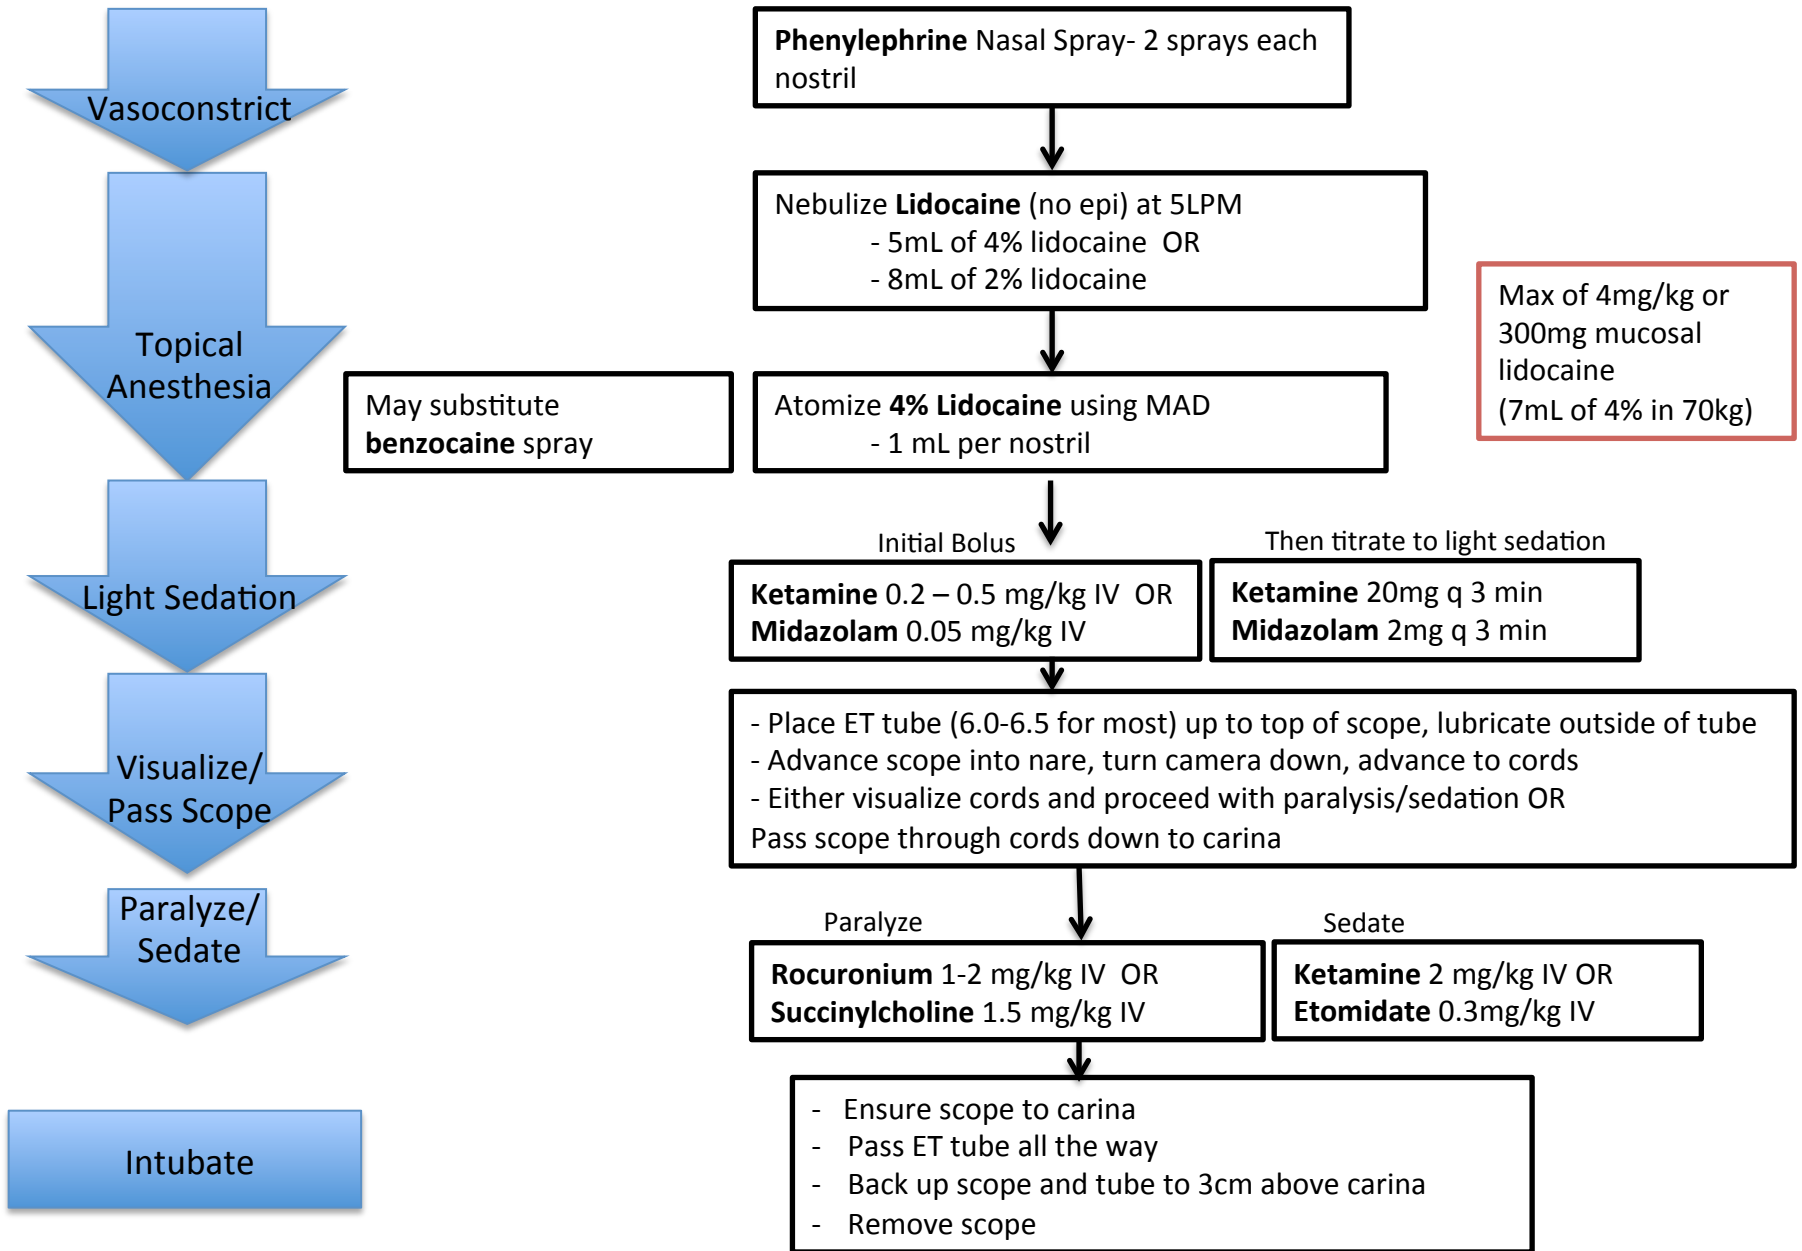 Vasoconstrict
Phenylephrine Nasal Spray- 2 sprays each
nostril
Topical
Anesthesia
Nebulize Lidocaine (no epi) at 5LPM
- 5mL of 4% lidocaine  OR
- 8mL of 2% lidocaine
Max of 4mg/kg or
300mg mucosal
lidocaine
(7mL of 4% in 70kg)
May substitute
benzocaine spray
Atomize 4% Lidocaine using MAD
- 1 mL per nostril
Light Sedation
Initial Bolus
Ketamine 0.2 – 0.5 mg/kg IV  OR
Midazolam 0.05 mg/kg IV
Then titrate to light sedation
Ketamine 20mg q 3 min
Midazolam 2mg q 3 min
Visualize/
Pass Scope
- Place ET tube (6.0-6.5 for most) up to top of scope, lubricate outside of tube
- Advance scope into nare, turn camera down, advance to cords
- Either visualize cords and proceed with paralysis/sedation OR
Pass scope through cords down to carina
Paralyze/
Sedate
Paralyze
Rocuronium 1-2 mg/kg IV  OR
Succinylcholine 1.5 mg/kg IV
Sedate
Ketamine 2 mg/kg IV OR
Etomidate 0.3mg/kg IV
Intubate
- Ensure scope to carina
- Pass ET tube all the way
- Back up scope and tube to 3cm above carina
- Remove scope